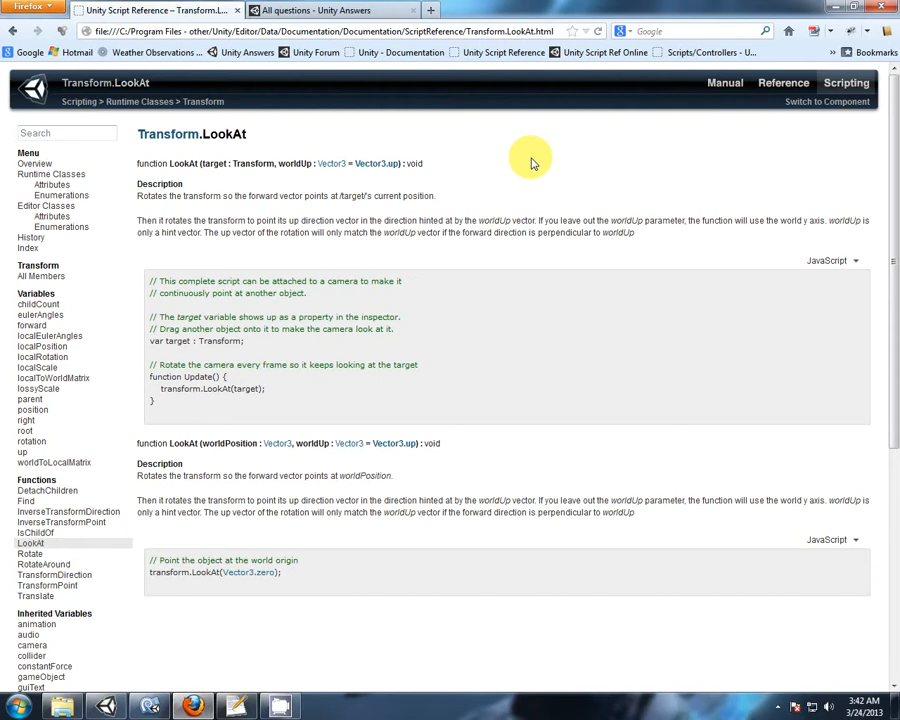 Firefox
Unity Script Reference – Transform.L...
All questions - Unity Answers
file:///C:/Program Files - other/Unity/Editor/Data/Documentation/Documentation/ScriptReference/Transform.LookAt.html
Google
Google
Hotmail
Weather Observations ...
Unity Answers
Unity Forum
Unity - Documentation
Unity Script Reference
Unity Script Ref Online
Scripts/Controllers - U...
Bookmarks
Transform.LookAt
Manual
Reference
Scripting
Scripting > Runtime Classes > Transform
Switch to Component
Search
Menu
Overview
Runtime Classes
Attributes
Enumerations
Editor Classes
Attributes
Enumerations
History
Index
Transform
All Members
Variables
childCount
eulerAngles
forward
localEulerAngles
localPosition
localRotation
localScale
localToWorldMatrix
lossyScale
parent
position
right
root
rotation
up
worldToLocalMatrix
Functions
DetachChildren
Find
InverseTransformDirection
InverseTransformPoint
IsChildOf
LookAt
Rotate
RotateAround
TransformDirection
TransformPoint
Translate
Inherited Variables
animation
audio
camera
collider
constantForce
gameObject
guiText
Transform.LookAt
function LookAt (target : Transform, worldUp : Vector3 = Vector3.up) : void
Description
Rotates the transform so the forward vector points at /target/'s current position.
Then it rotates the transform to point its up direction vector in the direction hinted at by the worldUp vector. If you leave out the worldUp parameter, the function will use the world y axis. worldUp is
only a hint vector. The up vector of the rotation will only match the worldUp vector if the forward direction is perpendicular to worldUp
JavaScript
// This complete script can be attached to a camera to make it
// continuously point at another object.
// The target variable shows up as a property in the inspector.
// Drag another object onto it to make the camera look at it.
var target : Transform;
// Rotate the camera every frame so it keeps looking at the target
function Update() {
transform.LookAt(target);
}
function LookAt (worldPosition : Vector3, worldUp : Vector3 = Vector3.up) : void
Description
Rotates the transform so the forward vector points at worldPosition.
Then it rotates the transform to point its up direction vector in the direction hinted at by the worldUp vector. If you leave out the worldUp parameter, the function will use the world y axis. worldUp is
only a hint vector. The up vector of the rotation will only match the worldUp vector if the forward direction is perpendicular to worldUp
JavaScript
// Point the object at the world origin
transform.LookAt(Vector3.zero);
3:42 AM
3/24/2013